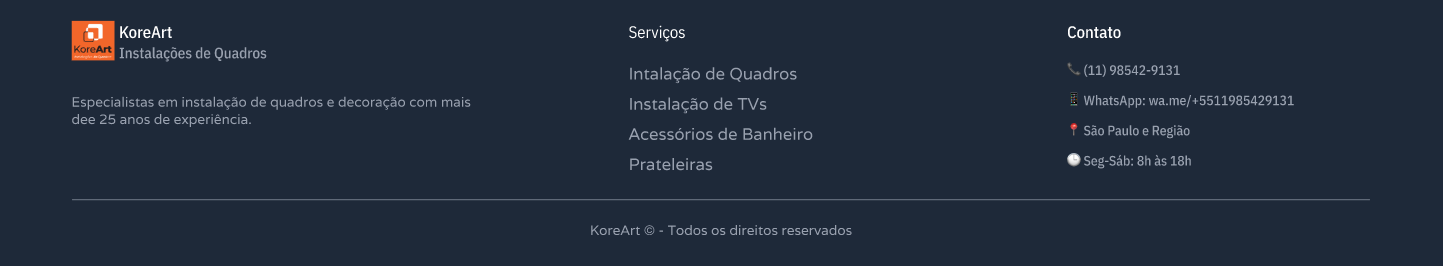 KoreArt
KoreArt
Instalações de Quadros
Especialistas em instalação de quadros e decoração com mais
dee 25 anos de experiência.
Serviços
Intalação de Quadros
Instalação de TVs
Acessórios de Banheiro
Prateleiras
Contato
(11) 98542-9131
WhatsApp: wa.me/+5511985429131
São Paulo e Região
Seg-Sáb: 8h às 18h
KoreArt © - Todos os direitos reservados